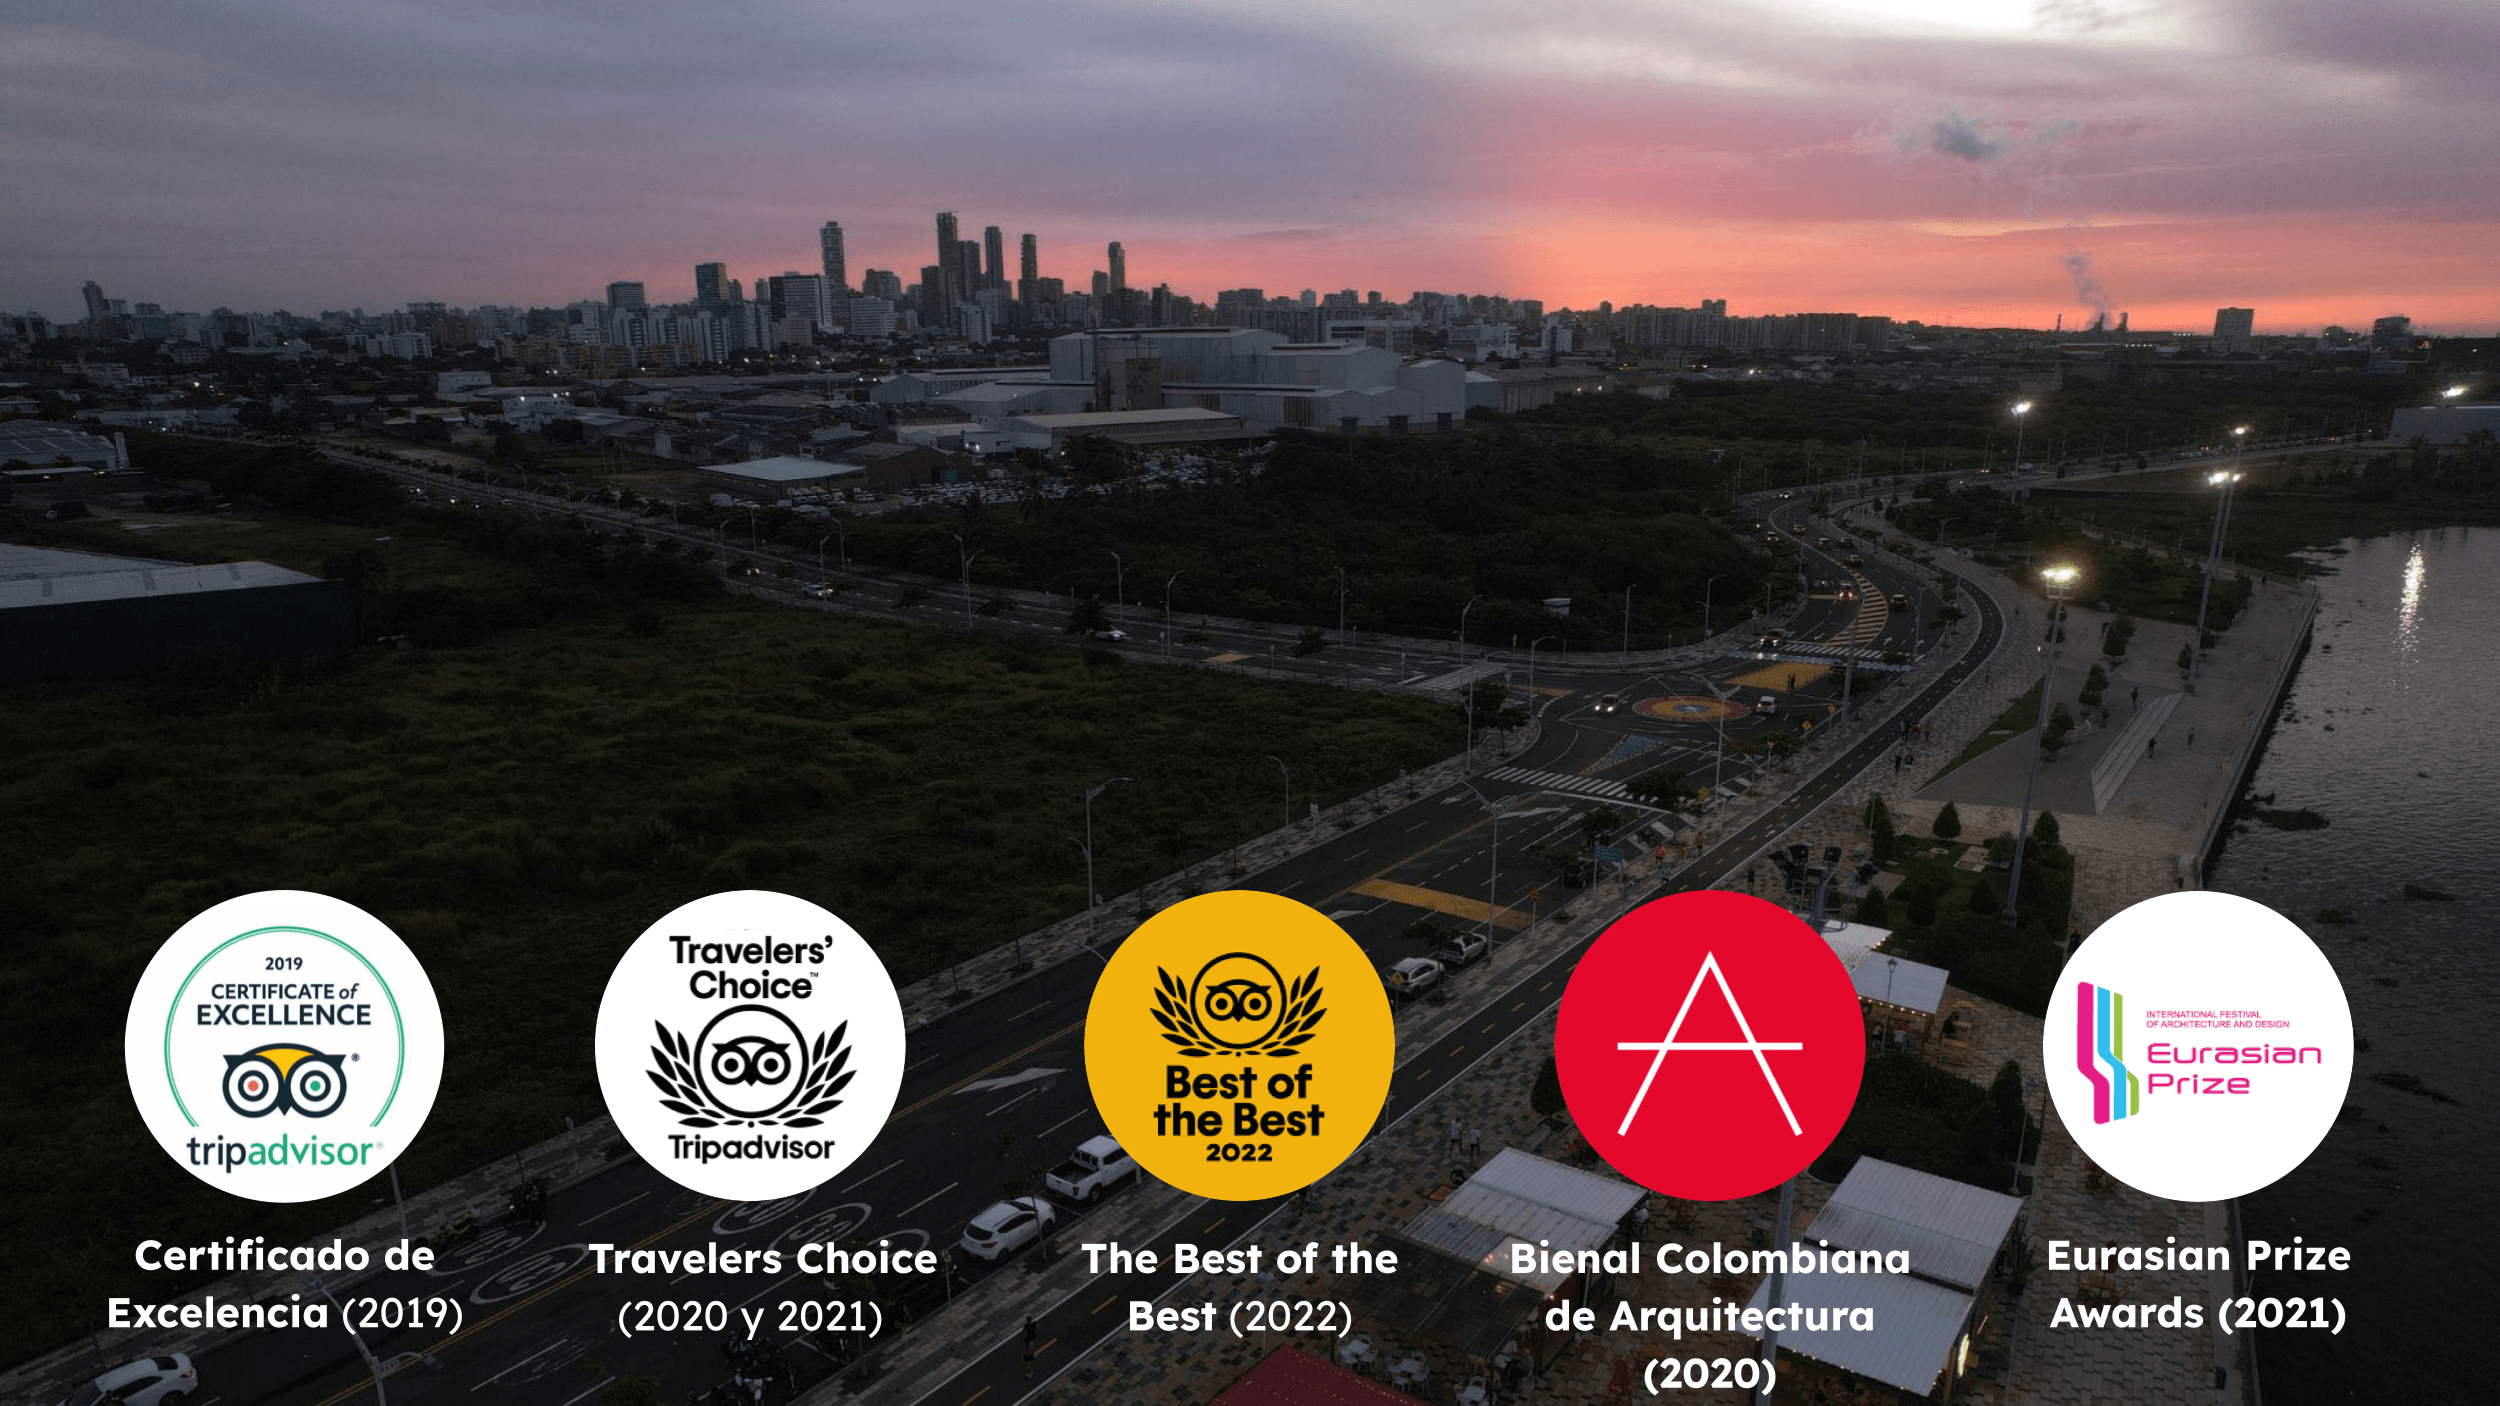 2019
CERTIFICATE of
EXCELLENCE
®
tripadvisor®
Certificado de
Excelencia (2019)
Travelers’
Choice™
Tripadvisor
Travelers Choice
(2020 y 2021)
Best of
the Best
2022
The Best of the
Best (2022)
Bienal Colombiana
de Arquitectura
(2020)
INTERNATIONAL FESTIVAL
OF ARCHITECTURE AND DESIGN
Eurasian
Prize
Eurasian Prize
Awards (2021)